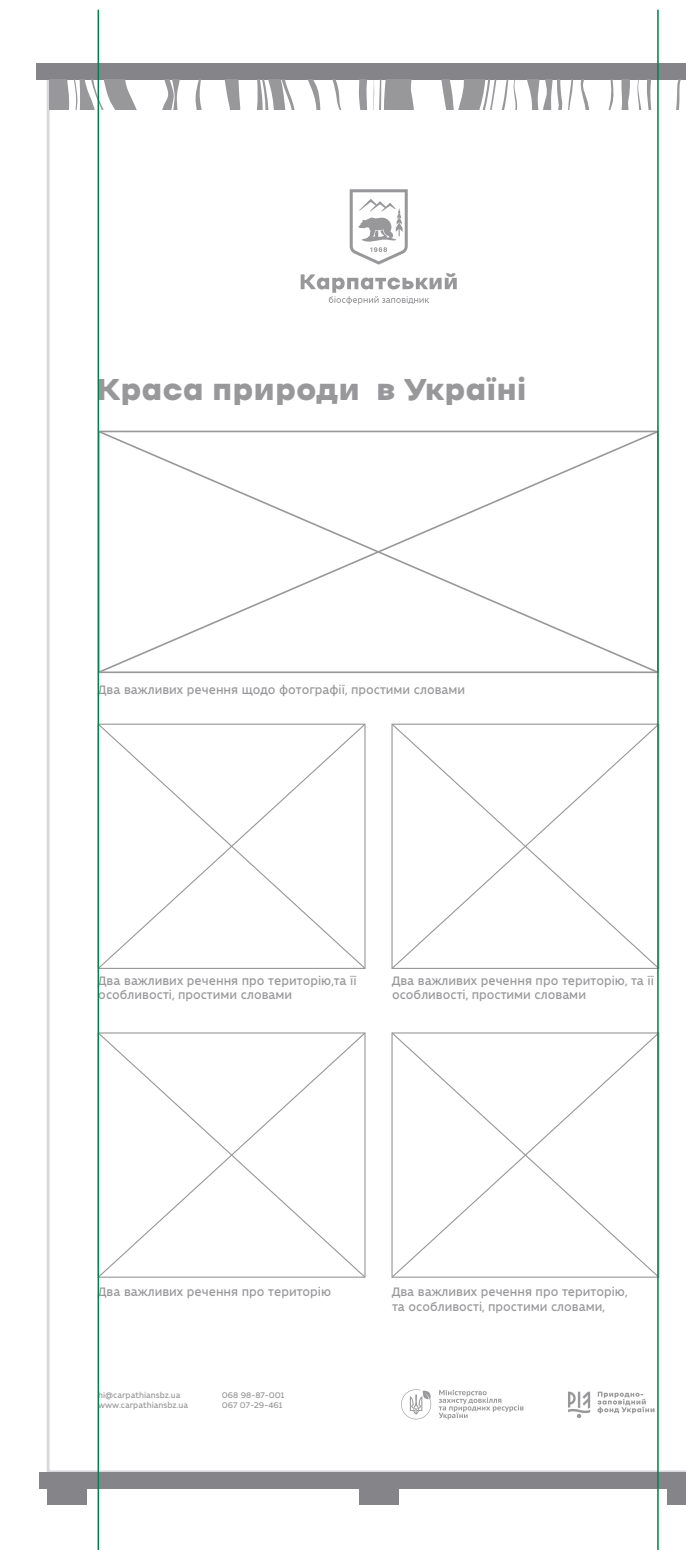 1968
Карпатський
біосферний заповідник
Краса природи в Україні
Два важливих речення щодо фотографії, простими словами
Два важливих речення про територію,та її
особливості, простими словами
Два важливих речення про територію, та її
особливості, простими словами
Два важливих речення про територію
Два важливих речення про територію,
та особливості, простими словами,
hi@carpathiansbz.ua
www.carpathiansbz.ua
068 98-87-001
067 07-29-461
Міністерство
захисту довкілля
та природних ресурсів
України
Природно-
заповідний
фонд України